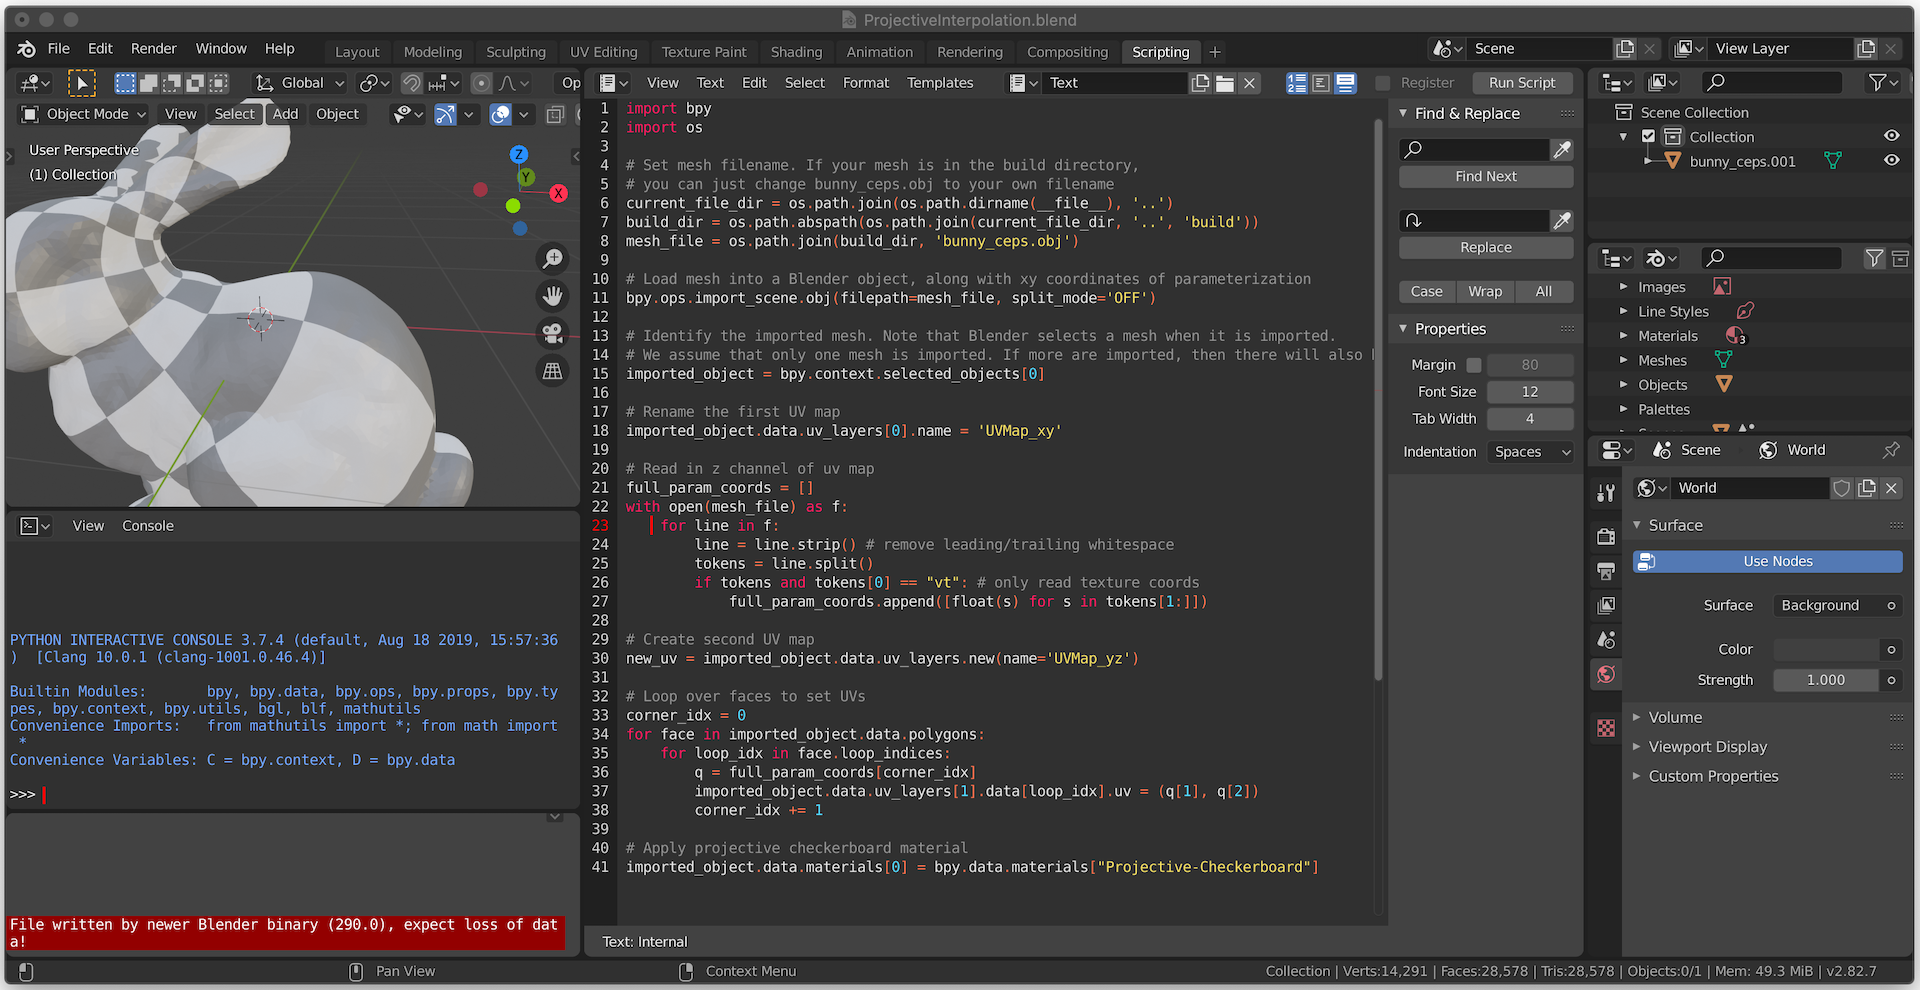 ProjectiveInterpolation.blend
File Edit Render Window Help Layout Modeling Sculpting UV Editing Texture Paint Shading Animation Rendering Compositing Scripting + Scene View Layer
Global Op View Text Edit Select Format Templates Text Register Run Script
Object Mode View Select Add Object
User Perspective
(1) Collection
Z
Y
X
1 import bpy
2 import os
3
4 # Set mesh filename. If your mesh is in the build directory,
5 # you can just change bunny_ceps.obj to your own filename
6 current_file_dir = os.path.join(os.path.dirname(__file__), '..')
7 build_dir = os.path.abspath(os.path.join(current_file_dir, '..', 'build'))
8 mesh_file = os.path.join(build_dir, 'bunny_ceps.obj')
9
10 # Load mesh into a Blender object, along with xy coordinates of parameterization
11 bpy.ops.import_scene.obj(filepath=mesh_file, split_mode='OFF')
12
13 # Identify the imported mesh. Note that Blender selects a mesh when it is imported.
14 # We assume that only one mesh is imported. If more are imported, then there will also
15 imported_object = bpy.context.selected_objects[0]
16
17 # Rename the first UV map
18 imported_object.data.uv_layers[0].name = 'UVMap_xy'
19
20 # Read in z channel of uv map
21 full_param_coords = []
22 with open(mesh_file) as f:
23 for line in f:
24 line = line.strip() # remove leading/trailing whitespace
25 tokens = line.split()
26 if tokens and tokens[0] == "vt": # only read texture coords
27 full_param_coords.append([float(s) for s in tokens[1:]])
28
29 # Create second UV map
30 new_uv = imported_object.data.uv_layers.new(name='UVMap_yz')
31
32 # Loop over faces to set UVs
33 corner_idx = 0
34 for face in imported_object.data.polygons:
35 for loop_idx in face.loop_indices:
36 q = full_param_coords[corner_idx]
37 imported_object.data.uv_layers[1].data[loop_idx].uv = (q[1], q[2])
38 corner_idx += 1
39
40 # Apply projective checkerboard material
41 imported_object.data.materials[0] = bpy.data.materials["Projective-Checkerboard"]
Text: Internal
Find & Replace
Find Next
Replace
Case Wrap All
Properties
Margin 80
Font Size 12
Tab Width 4
Indentation Spaces
Scene Collection
Collection
bunny_ceps.001
Images
Line Styles
Materials 3
Meshes
Objects
Palettes
Scene World
World
Surface
Use Nodes
Surface Background
Color
Strength 1.000
Volume
Viewport Display
Custom Properties
View Console
PYTHON INTERACTIVE CONSOLE 3.7.4 (default, Aug 18 2019, 15:57:36
) [Clang 10.0.1 (clang-1001.0.46.4)]
Builtin Modules: bpy, bpy.data, bpy.ops, bpy.props, bpy.ty
pes, bpy.context, bpy.utils, bgl, blf, mathutils
Convenience Imports: from mathutils import *; from math import
*
Convenience Variables: C = bpy.context, D = bpy.data
>>>
File written by newer Blender binary (290.0), expect loss of dat
a!
Pan View Context Menu Collection | Verts:14,291 | Faces:28,578 | Tris:28,578 | Objects:0/1 | Mem: 49.3 MiB | v2.82.7